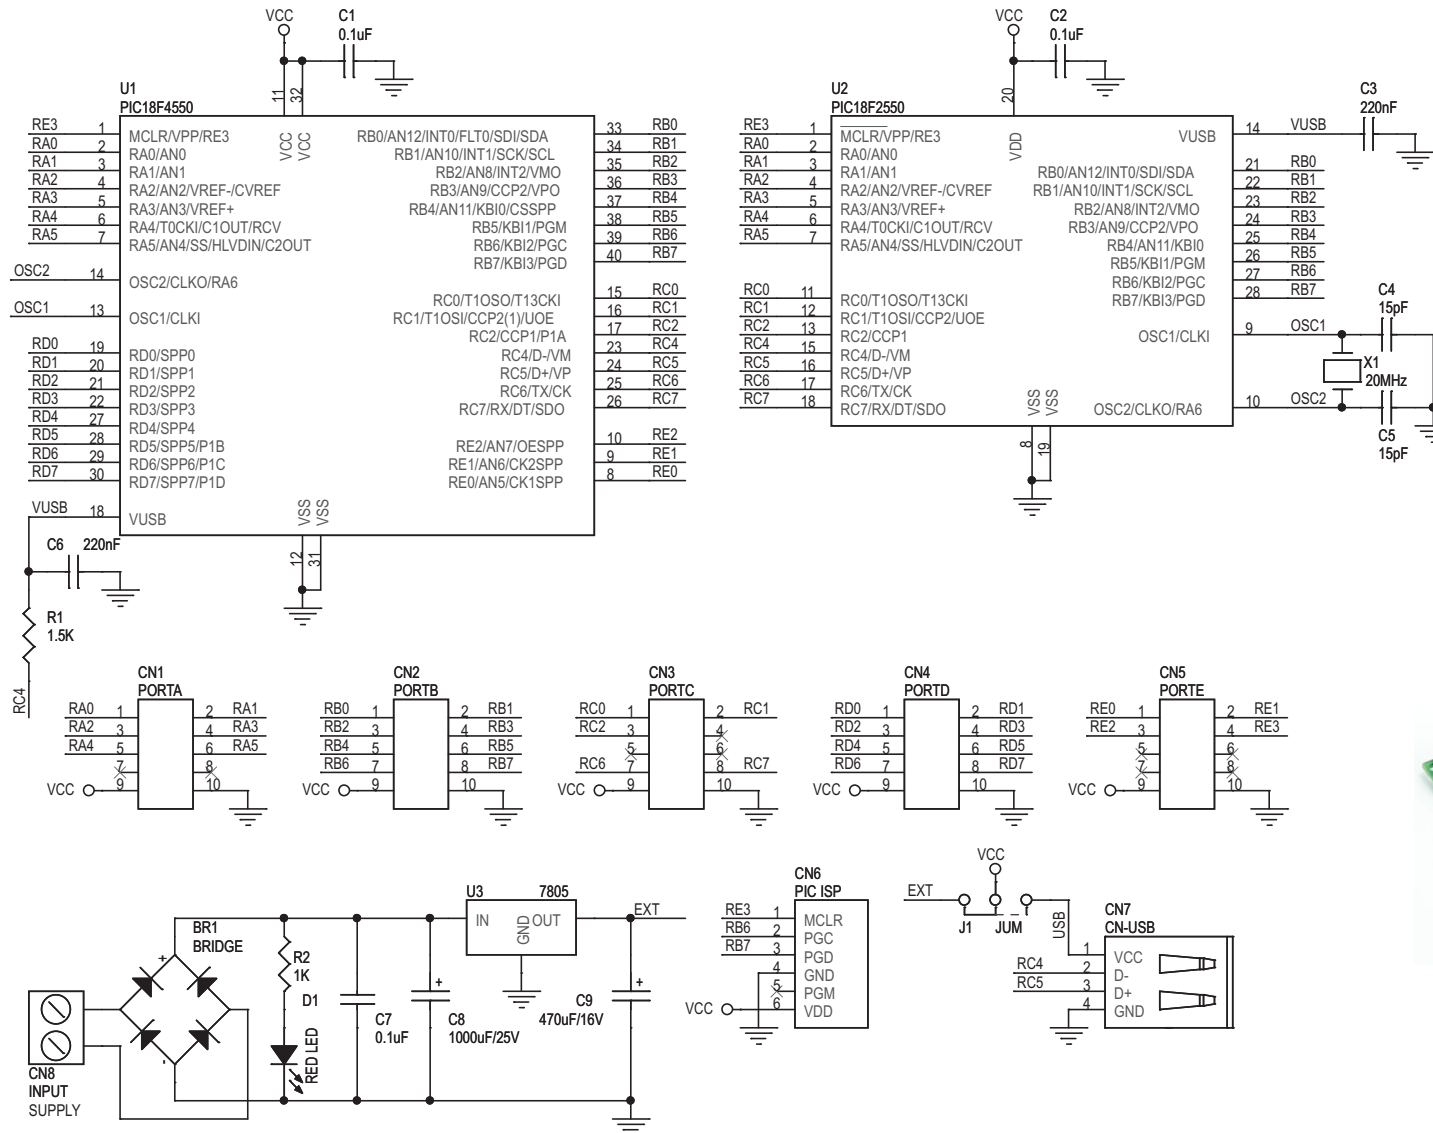 VCC
C1
0.1uF
U1
PIC18F4550
11
32
VCC
VCC
RE3 1 MCLR/VPP/RE3
RA0 2 RA0/AN0
RA1 3 RA1/AN1
RA2 4 RA2/AN2/VREF-/CVREF
RA3 5 RA3/AN3/VREF+
RA4 6 RA4/T0CKI/C1OUT/RCV
RA5 7 RA5/AN4/SS/HLVDIN/C2OUT
OSC2 14 OSC2/CLKO/RA6
OSC1 13 OSC1/CLKI
RD0 19 RD0/SPP0
RD1 20 RD1/SPP1
RD2 21 RD2/SPP2
RD3 22 RD3/SPP3
RD4 27 RD4/SPP4
RD5 28 RD5/SPP5/P1B
RD6 29 RD6/SPP6/P1C
RD7 30 RD7/SPP7/P1D
VUSB 18 VUSB
RB0/AN12/INT0/FLT0/SDI/SDA 33 RB0
RB1/AN10/INT1/SCK/SCL 34 RB1
RB2/AN8/INT2/VMO 35 RB2
RB3/AN9/CCP2/VPO 36 RB3
RB4/AN11/KBI0/CSSPP 37 RB4
RB5/KBI1/PGM 38 RB5
RB6/KBI2/PGC 39 RB6
RB7/KBI3/PGD 40 RB7
RC0/T1OSO/T13CKI 15 RC0
RC1/T1OSI/CCP2(1)/UOE 16 RC1
RC2/CCP1/P1A 17 RC2
RC4/D-/VM 23 RC4
RC5/D+/VP 24 RC5
RC6/TX/CK 25 RC6
RC7/RX/DT/SDO 26 RC7
RE2/AN7/OESPP 10 RE2
RE1/AN6/CK2SPP 9 RE1
RE0/AN5/CK1SPP 8 RE0
VSS
VSS
12
31
C6 220nF
R1
1.5K
RC4
VCC
C2
0.1uF
U2
PIC18F2550
20
VDD
RE3 1 MCLR/VPP/RE3
RA0 2 RA0/AN0
RA1 3 RA1/AN1
RA2 4 RA2/AN2/VREF-/CVREF
RA3 5 RA3/AN3/VREF+
RA4 6 RA4/T0CKI/C1OUT/RCV
RA5 7 RA5/AN4/SS/HLVDIN/C2OUT
RC0 11 RC0/T1OSO/T13CKI
RC1 12 RC1/T1OSI/CCP2/UOE
RC2 13 RC2/CCP1
RC4 15 RC4/D-/VM
RC5 16 RC5/D+/VP
RC6 17 RC6/TX/CK
RC7 18 RC7/RX/DT/SDO
VUSB 14 VUSB
RB0/AN12/INT0/SDI/SDA 21 RB0
RB1/AN10/INT1/SCK/SCL 22 RB1
RB2/AN8/INT2/VMO 23 RB2
RB3/AN9/CCP2/VPO 24 RB3
RB4/AN11/KBI0 25 RB4
RB5/KBI1/PGM 26 RB5
RB6/KBI2/PGC 27 RB6
RB7/KBI3/PGD 28 RB7
OSC1/CLKI 9 OSC1
OSC2/CLKO/RA6 10 OSC2
VSS
VSS
8
19
C3
220nF
C4
15pF
X1
20MHz
C5
15pF
CN1
PORTA
RA0 1 2 RA1
RA2 3 4 RA3
RA4 5 6 RA5
7 8
VCC 9 10
CN2
PORTB
RB0 1 2 RB1
RB2 3 4 RB3
RB4 5 6 RB5
RB6 7 8 RB7
VCC 9 10
CN3
PORTC
RC0 1 2 RC1
RC2 3 4
5 6
RC6 7 8 RC7
VCC 9 10
CN4
PORTD
RD0 1 2 RD1
RD2 3 4 RD3
RD4 5 6 RD5
RD6 7 8 RD7
VCC 9 10
CN5
PORTE
RE0 1 2 RE1
RE2 3 4 RE3
5 6
7 8
VCC 9 10
CN8
INPUT
SUPPLY
BR1
BRIDGE
+
-
R2
1K
D1
RED LED
C7
0.1uF
+
C8
1000uF/25V
U3 7805
IN OUT
GND
EXT
+
C9
470uF/16V
CN6
PIC ISP
RE3 1 MCLR
RB6 2 PGC
RB7 3 PGD
4 GND
5 PGM
VCC 6 VDD
VCC
EXT
J1 JUM
USB
CN7
CN-USB
1 VCC
RC4 2 D-
RC5 3 D+
4 GND